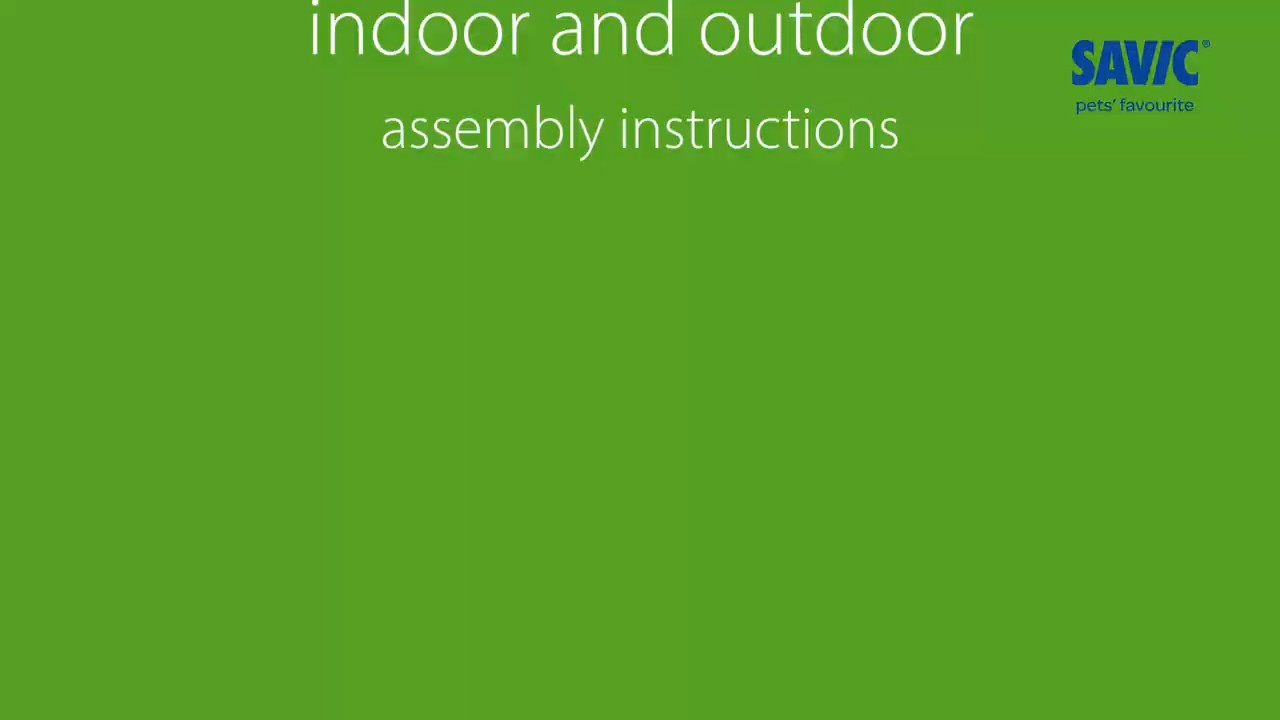 indoor and outdoor
SAVIC®
pets' favourite
assembly instructions